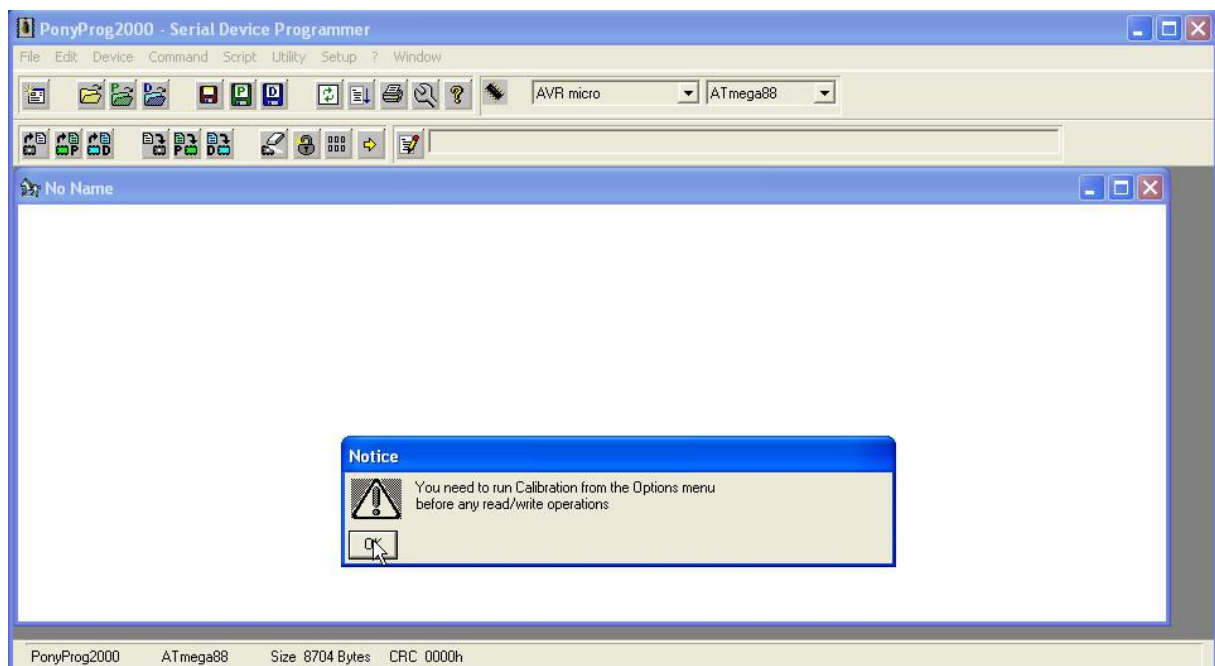 PonyProg2000 - Serial Device Programmer
File Edit Device Command Script Utility Setup ? Window
AVR micro ATmega88
No Name
Notice
You need to run Calibration from the Options menu
before any read/write operations
OK
PonyProg2000 ATmega88 Size 8704 Bytes CRC 0000h